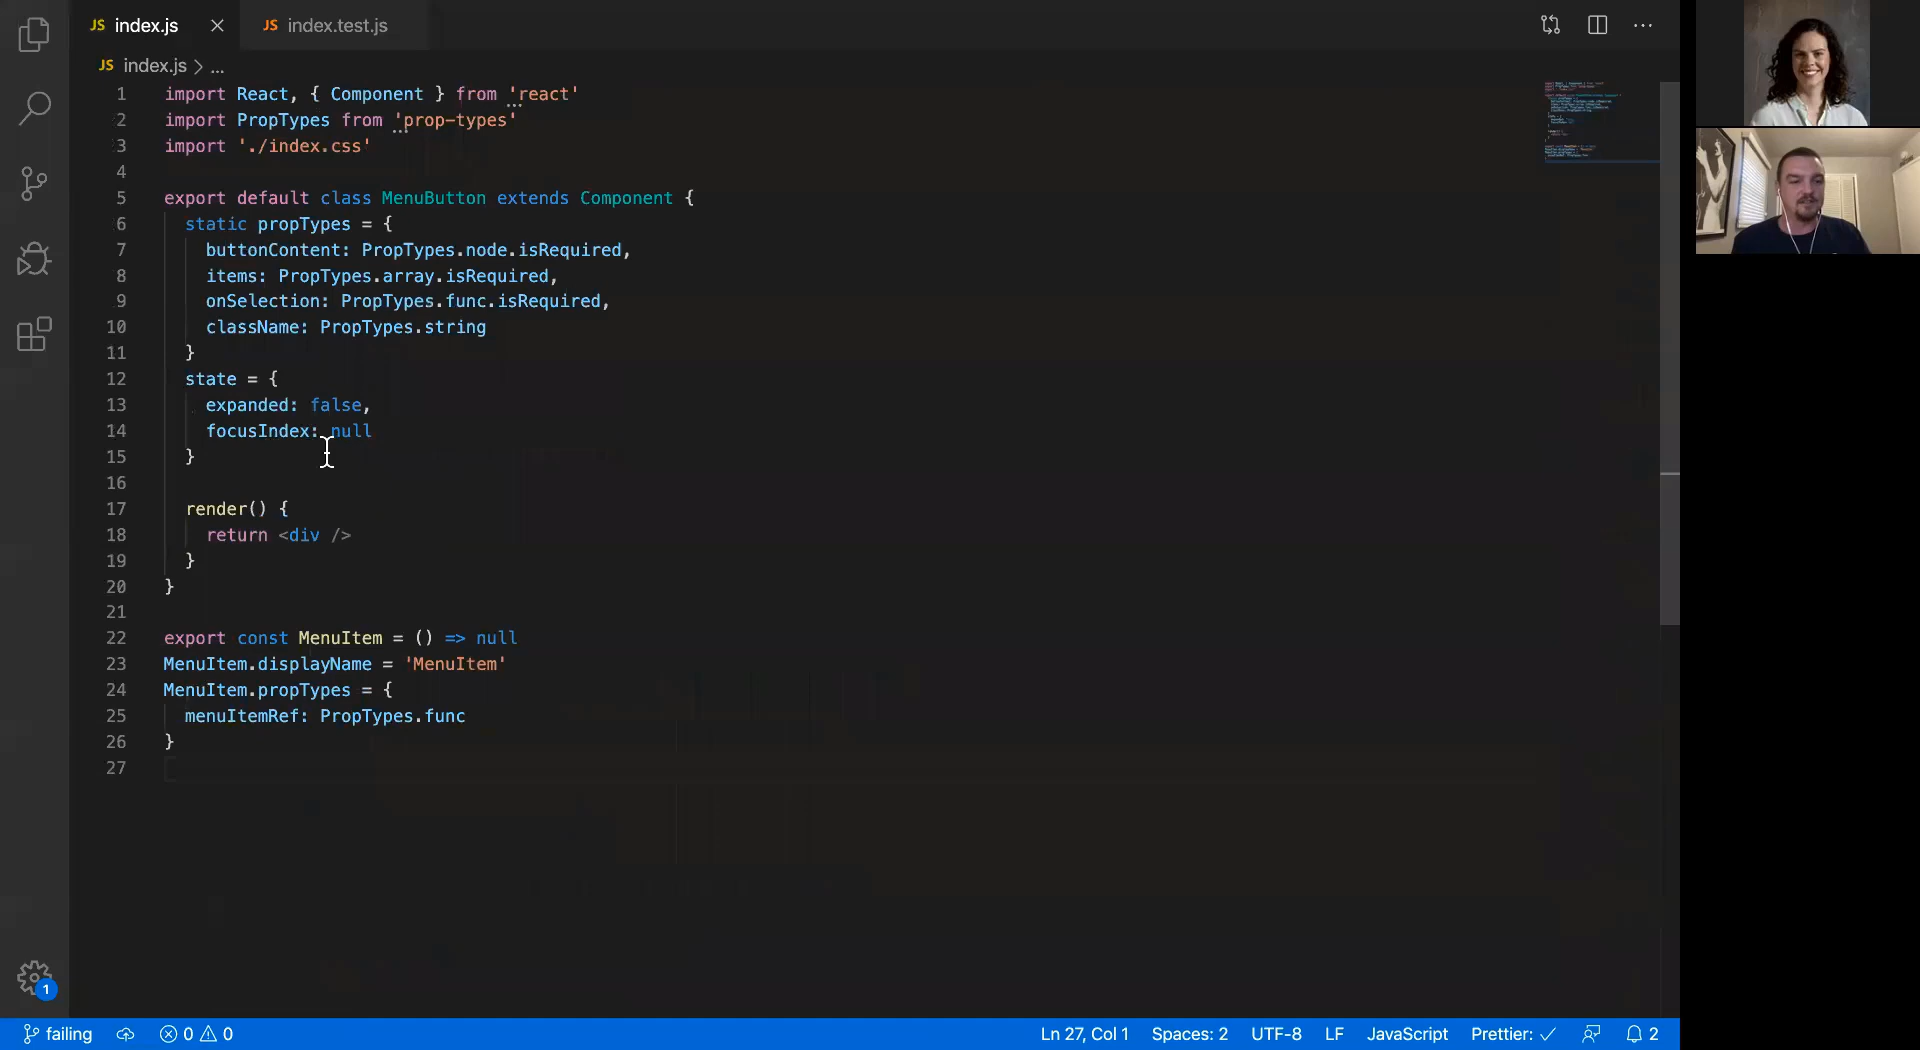 JS index.js
JS index.test.js
JS index.js > ...
1 import React, { Component } from 'react'
2 import PropTypes from 'prop-types'
3 import './index.css'
4
5 export default class MenuButton extends Component {
6 static propTypes = {
7 buttonContent: PropTypes.node.isRequired,
8 items: PropTypes.array.isRequired,
9 onSelection: PropTypes.func.isRequired,
10 className: PropTypes.string
11 }
12 state = {
13 expanded: false,
14 focusIndex: null
15 }
16
17 render() {
18 return <div />
19 }
20 }
21
22 export const MenuItem = () => null
23 MenuItem.displayName = 'MenuItem'
24 MenuItem.propTypes = {
25 menuItemRef: PropTypes.func
26 }
27
1
failing 0 0 Ln 27, Col 1 Spaces: 2 UTF-8 LF JavaScript Prettier: ✓ 2